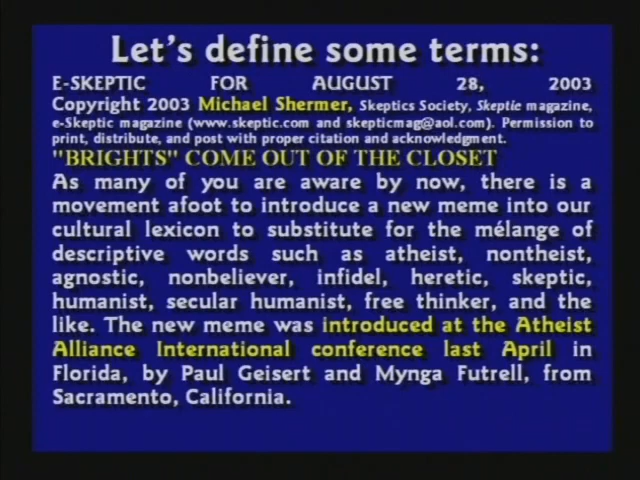 Let's define some terms:
E-SKEPTIC FOR AUGUST 28, 2003
Copyright 2003 Michael Shermer, Skeptics Society, Skeptic magazine,
e-Skeptic magazine (www.skeptic.com and skepticmag@aol.com). Permission to
print, distribute, and post with proper citation and acknowledgment.
"BRIGHTS" COME OUT OF THE CLOSET
As many of you are aware by now, there is a
movement afoot to introduce a new meme into our
cultural lexicon to substitute for the mélange of
descriptive words such as atheist, nontheist,
agnostic, nonbeliever, infidel, heretic, skeptic,
humanist, secular humanist, free thinker, and the
like. The new meme was introduced at the Atheist
Alliance International conference last April in
Florida, by Paul Geisert and Mynga Futrell, from
Sacramento, California.